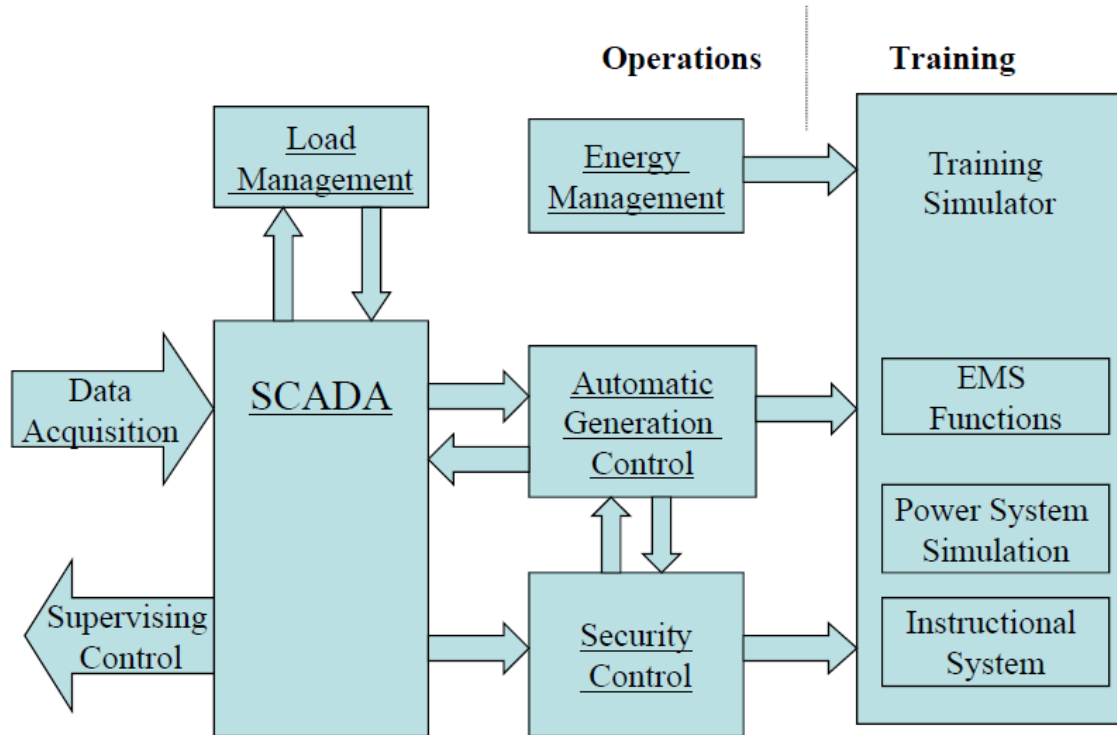 Operations
Training
Load
Management
Energy
Management
Training
Simulator
Data
Acquisition
SCADA
Automatic
Generation
Control
EMS
Functions
Power System
Simulation
Supervising
Control
Security
Control
Instructional
System